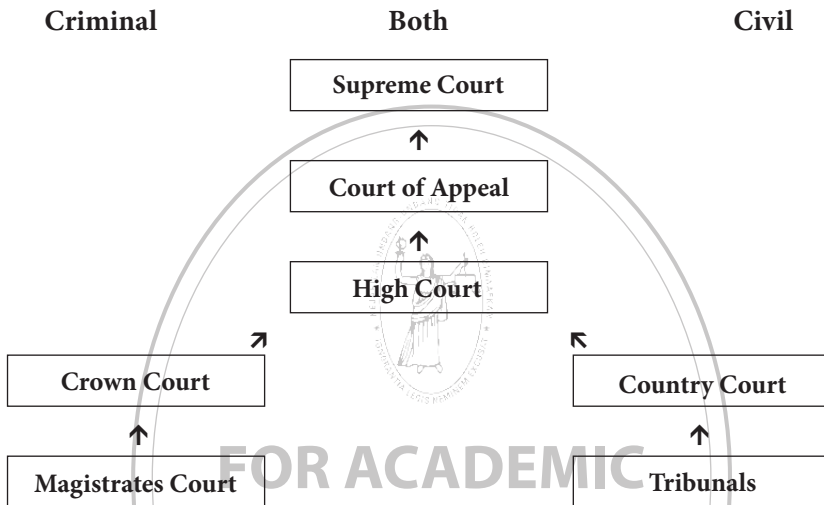 Criminal Both Civil
Supreme Court
Court of Appeal
High Court
Crown Court Country Court
FOR ACADEMIC
Magistrates Court Tribunals